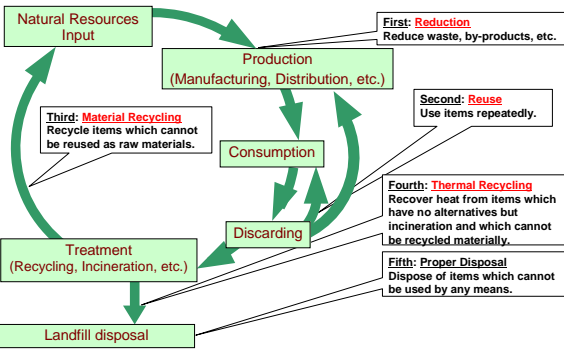 Natural Resources
Input
First: Reduction
Reduce waste, by-products, etc.
Production
(Manufacturing, Distribution, etc.)
Second: Reuse
Use items repeatedly.
Third: Material Recycling
Recycle items which cannot
be reused as raw materials.
Consumption
Fourth: Thermal Recycling
Recover heat from items which
have no alternatives but
incineration and which cannot
be recycled materially.
Discarding
Treatment
(Recycling, Incineration, etc.)
Fifth: Proper Disposal
Dispose of items which cannot
be used by any means.
Landfill disposal